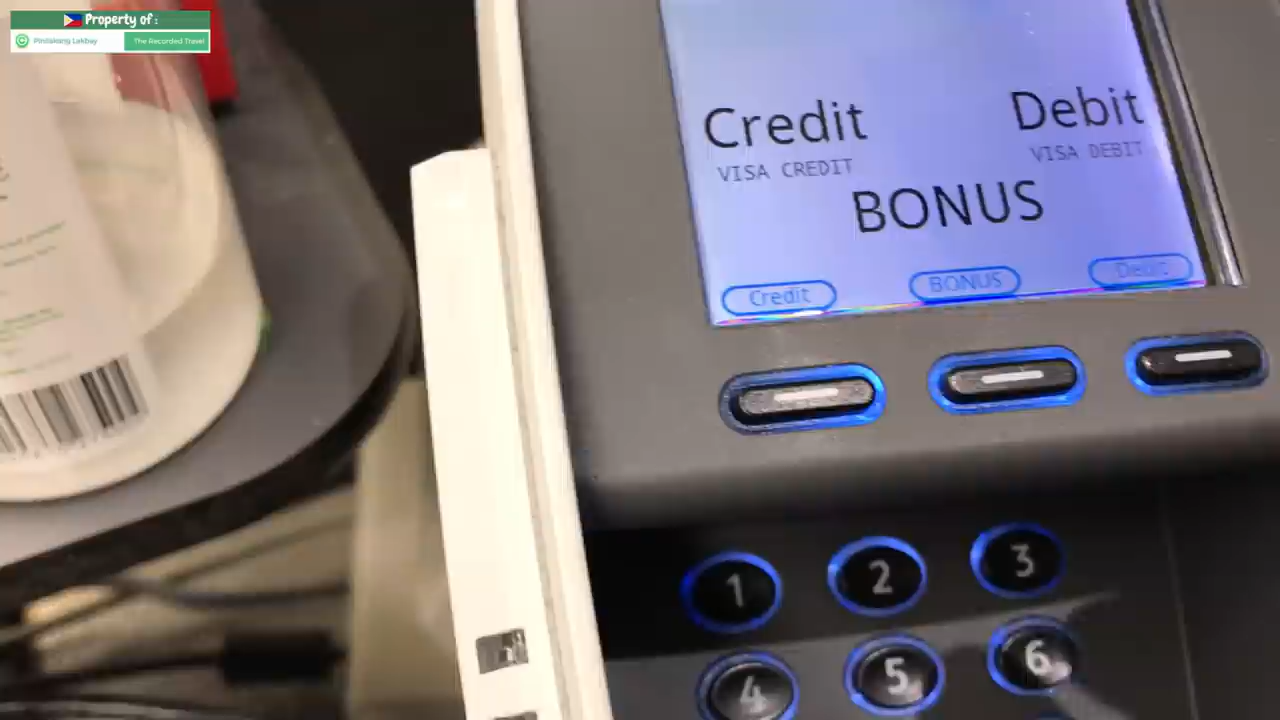 Property of :
Pinilakang Lakbay
The Recorded Travel
Credit
Debit
VISA CREDIT
VISA DEBIT
BONUS
Credit
BONUS
Debit
1
2
3
4
5
6